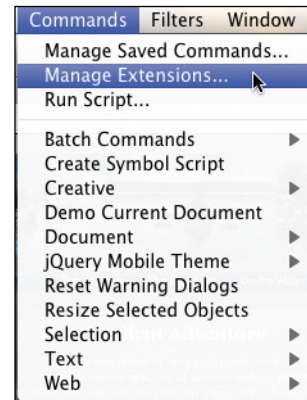 Commands Filters Window
Manage Saved Commands...
Manage Extensions...
Run Script...
Batch Commands
Create Symbol Script
Creative
Demo Current Document
Document
jQuery Mobile Theme
Reset Warning Dialogs
Resize Selected Objects
Selection
Text
Web